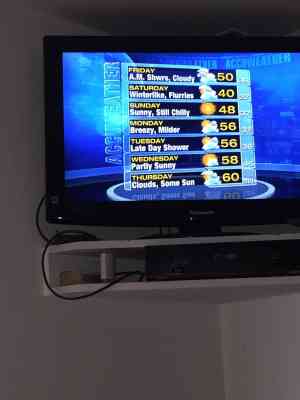 ACCUWEATHER
ACCUWEATHER
FRIDAY
A.M. Shwrs, Cloudy 50
SATURDAY
Winterlike, Flurries 40
SUNDAY
Sunny, Still Chilly 48
MONDAY
Breezy, Milder 56
TUESDAY
Late Day Shower 56
WEDNESDAY
Partly Sunny 58
THURSDAY
Clouds, Some Sun 60
Panasonic